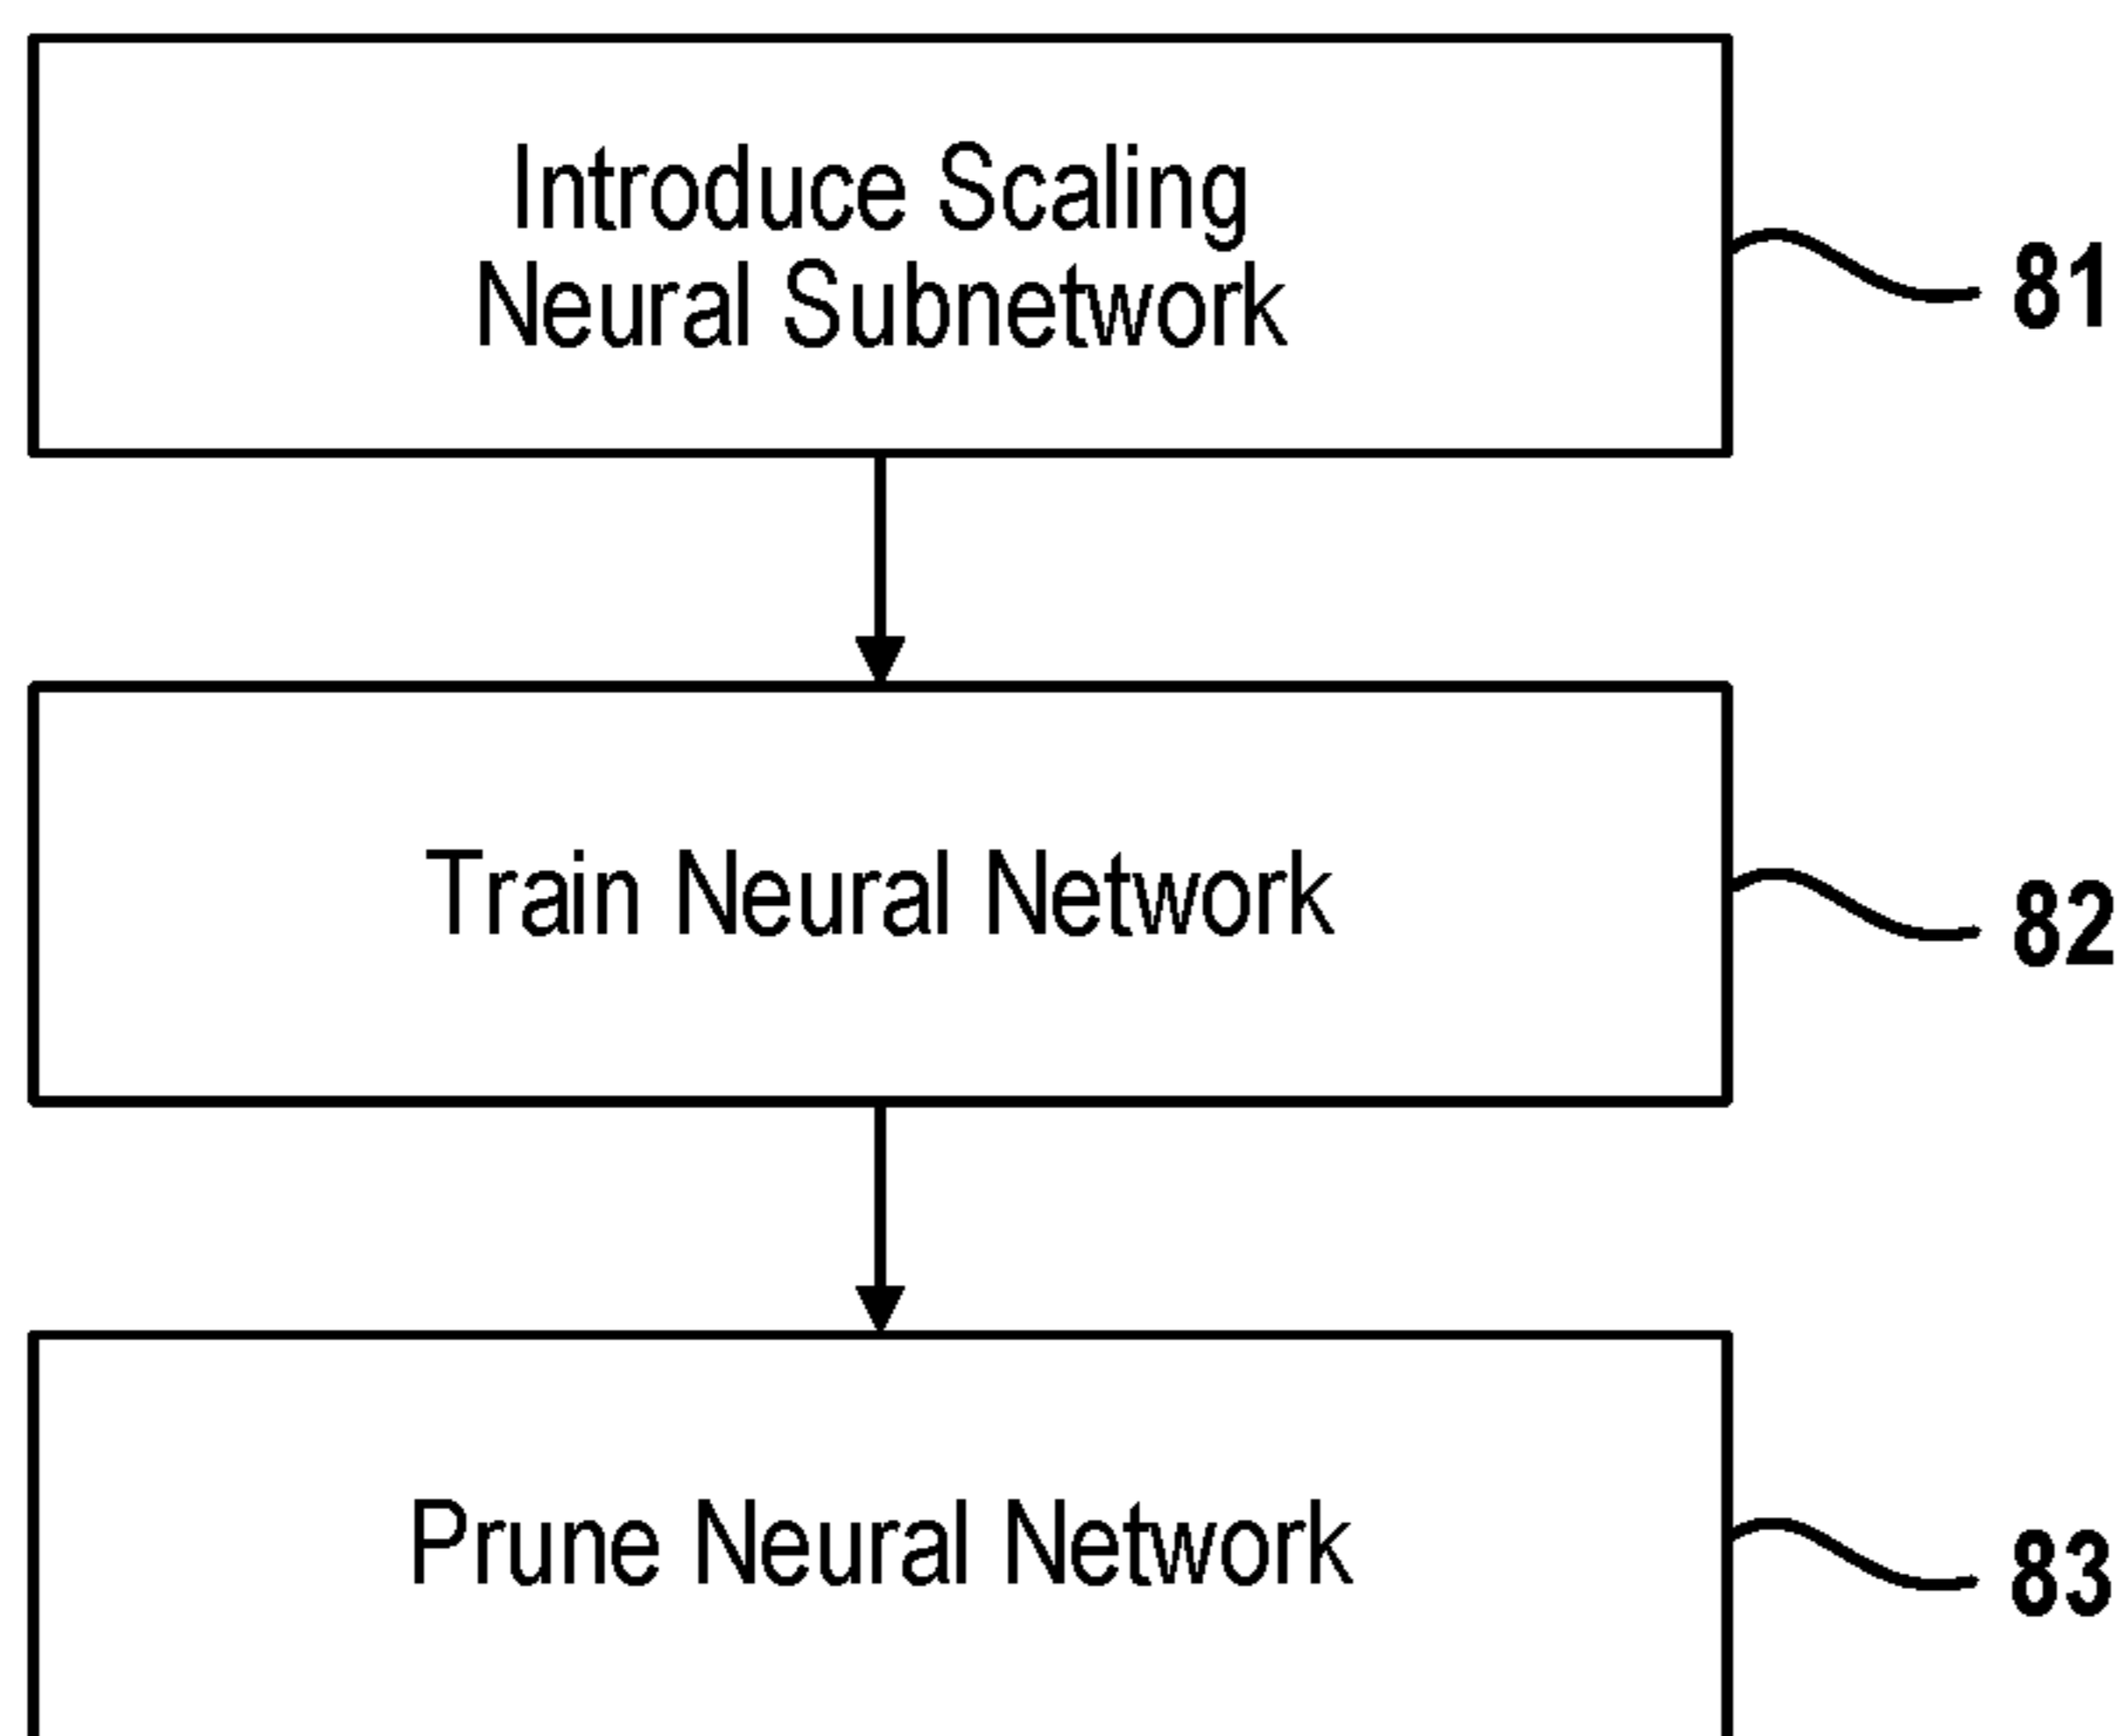 Introduce Scaling
Neural Subnetwork
81
Train Neural Network
82
Prune Neural Network
83